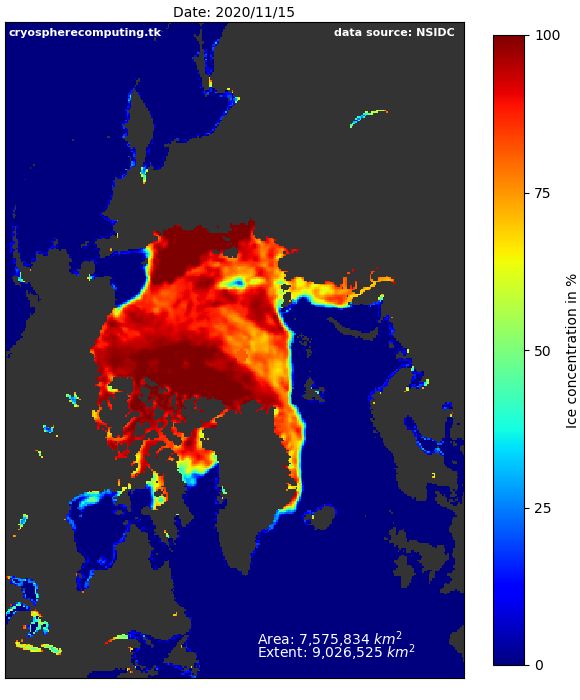 Date: 2020/11/15
cryospherecomputing.tk
data source: NSIDC
100
75
50
25
0
Ice concentration in %
Area: 7,575,834 km²
Extent: 9,026,525 km²